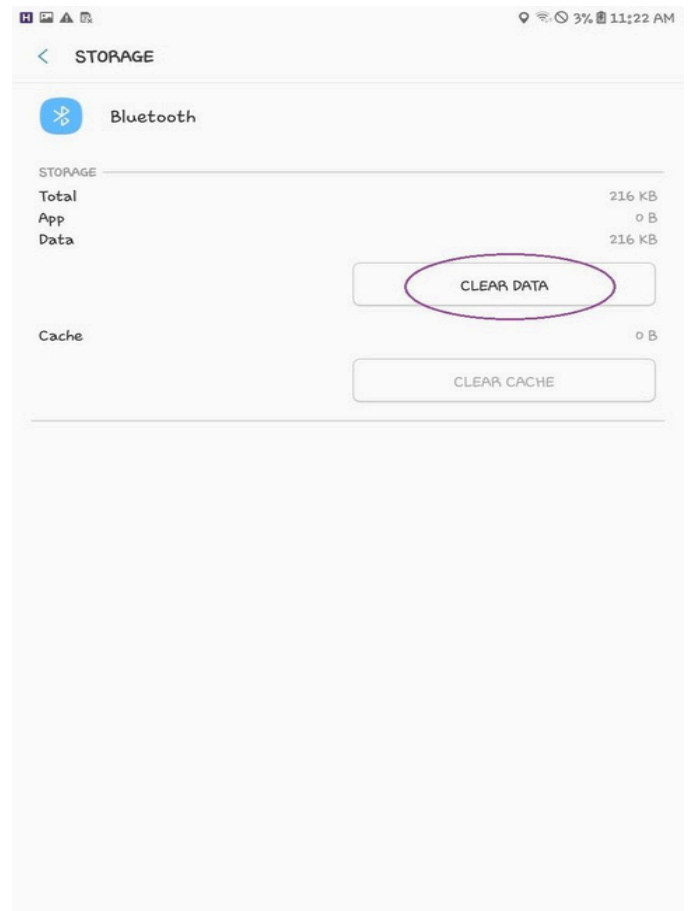 H 3% 11:22 AM
< STORAGE
Bluetooth
STORAGE
Total 216 KB
App 0 B
Data 216 KB
CLEAR DATA
Cache 0 B
CLEAR CACHE